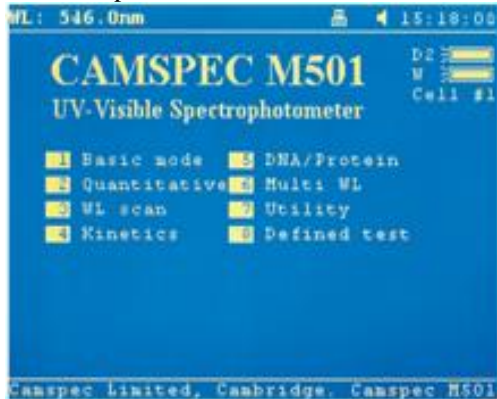 WL: 546.0nm 15:18:00
D2
W
Cell #1
CAMSPEC M501
UV-Visible Spectrophotometer
1 Basic mode 5 DNA/Protein
2 Quantitative 6 Multi WL
3 WL scan 7 Utility
4 Kinetics 8 Defined test
Camspec Limited, Cambridge. Camspec M501